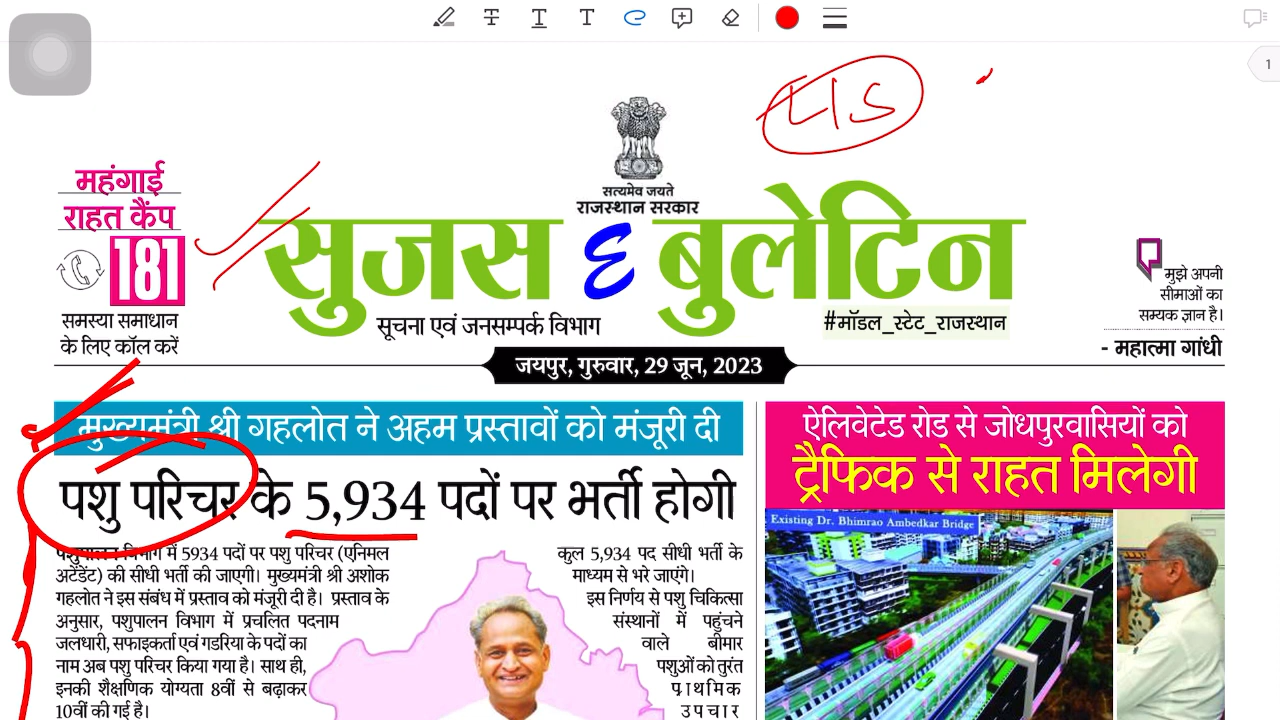 1
महंगाई
राहत कैंप
181
समस्या समाधान
के लिए कॉल करें
सत्यमेव जयते
राजस्थान सरकार
सुजस E बुलेटिन
सूचना एवं जनसम्पर्क विभाग
#मॉडल_स्टेट_राजस्थान
मुझे अपनी
सीमाओं का
सम्यक ज्ञान है।
- महात्मा गांधी
जयपुर, गुरुवार, 29 जून, 2023
मुख्यमंत्री श्री गहलोत ने अहम प्रस्तावों को मंजूरी दी
पशु परिचर के 5,934 पदों पर भर्ती होगी
पशुपालन विभाग में 5934 पदों पर पशु परिचर (एनिमल
अटेंडेंट) की सीधी भर्ती की जाएगी। मुख्यमंत्री श्री अशोक
गहलोत ने इस संबंध में प्रस्ताव को मंजूरी दी है। प्रस्ताव के
अनुसार, पशुपालन विभाग में प्रचलित पदनाम
जलधारी, सफाइकर्ता एवं गडरिया के पदों का
नाम अब पशु परिचर किया गया है। साथ ही,
इनकी शैक्षणिक योग्यता 8वीं से बढ़ाकर
10वीं की गई है।
कुल 5,934 पद सीधी भर्ती के
माध्यम से भरे जाएंगे।
इस निर्णय से पशु चिकित्सा
संस्थानों में पहुंचने
वाले बीमार
पशुओं को तुरंत
प्राथमिक
उपचार
ऐलिवेटेड रोड से जोधपुरवासियों को
ट्रैफिक से राहत मिलेगी
Existing Dr. Bhimrao Ambedkar Bridge